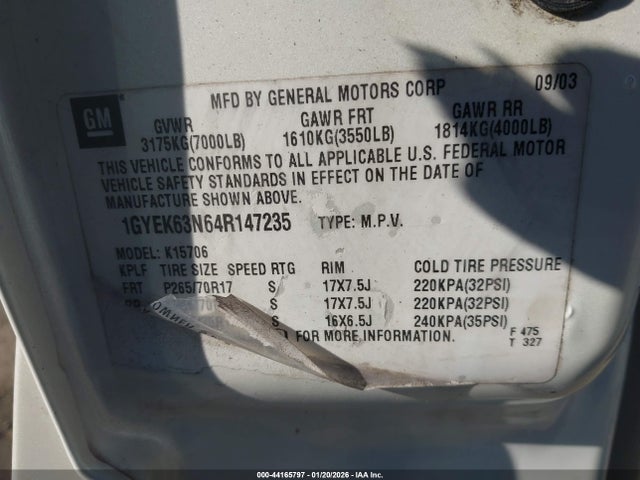 MFD BY GENERAL MOTORS CORP 09/03
GM
GVWR GAWR FRT GAWR RR
3175KG(7000LB) 1610KG(3550LB) 1814KG(4000LB)
THIS VEHICLE CONFORMS TO ALL APPLICABLE U.S. FEDERAL MOTOR
VEHICLE SAFETY STANDARDS IN EFFECT ON THE DATE OF
MANUFACTURE SHOWN ABOVE.
1GYEK63N64R147235 TYPE: M.P.V.
MODEL: K15706
KPLF TIRE SIZE SPEED RTG RIM COLD TIRE PRESSURE
FRT P265/70R17 S 17X7.5J 220KPA(32PSI)
S 17X7.5J 220KPA(32PSI)
S 16X6.5J 240KPA(35PSI)
FOR MORE INFORMATION.
F 475
T 327
000-44165797 - 01/20/2026 - IAA Inc.